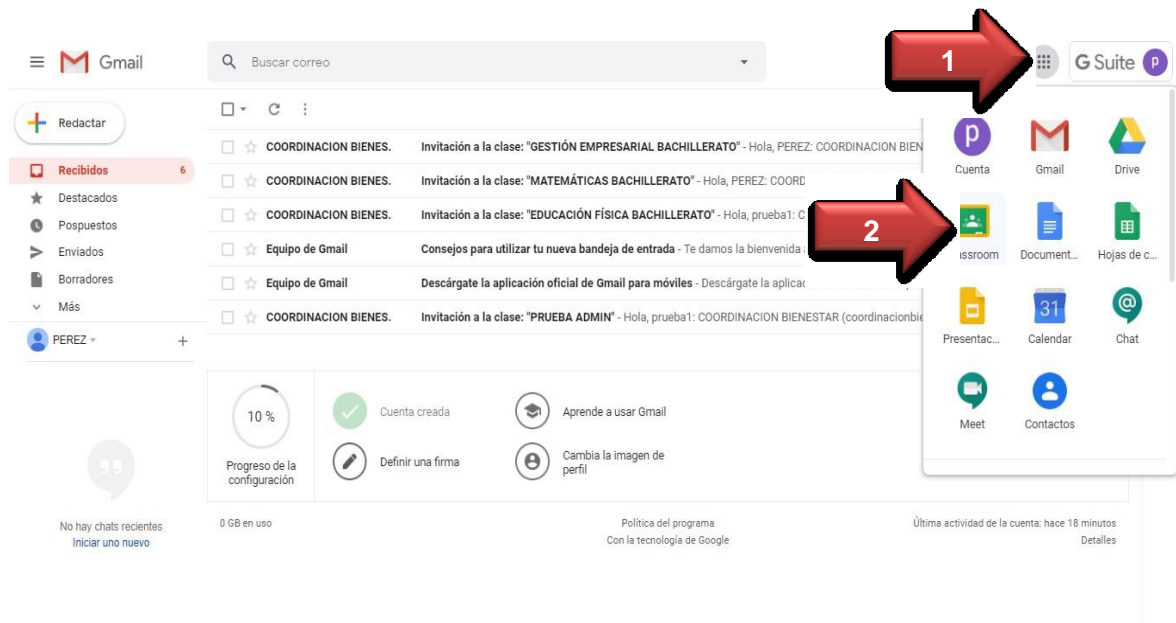 1
Gmail
Buscar correo
G Suite
p
Redactar
Recibidos 6
Destacados
Pospuestos
Enviados
Borradores
Más
PEREZ
COORDINACION BIENES. Invitación a la clase: "GESTIÓN EMPRESARIAL BACHILLERATO" - Hola, PEREZ: COORDINACION BIEN
COORDINACION BIENES. Invitación a la clase: "MATEMÁTICAS BACHILLERATO" - Hola, PEREZ: COORD
COORDINACION BIENES. Invitación a la clase: "EDUCACIÓN FÍSICA BACHILLERATO" - Hola, prueba1: C
Equipo de Gmail Consejos para utilizar tu nueva bandeja de entrada - Te damos la bienvenida
Equipo de Gmail Descárgate la aplicación oficial de Gmail para móviles - Descárgate la aplicac
COORDINACION BIENES. Invitación a la clase: "PRUEBA ADMIN" - Hola, prueba1: COORDINACION BIENESTAR (coordinacionbie
p
Cuenta Gmail Drive
2
ssroom Document... Hojas de c...
31
Presentac... Calendar Chat
Meet Contactos
10 %
Progreso de la
configuración
Cuenta creada
Definir una firma
Aprende a usar Gmail
Cambia la imagen de
perfil
No hay chats recientes
Iniciar uno nuevo
0 GB en uso
Política del programa
Con la tecnología de Google
Última actividad de la cuenta: hace 18 minutos
Detalles